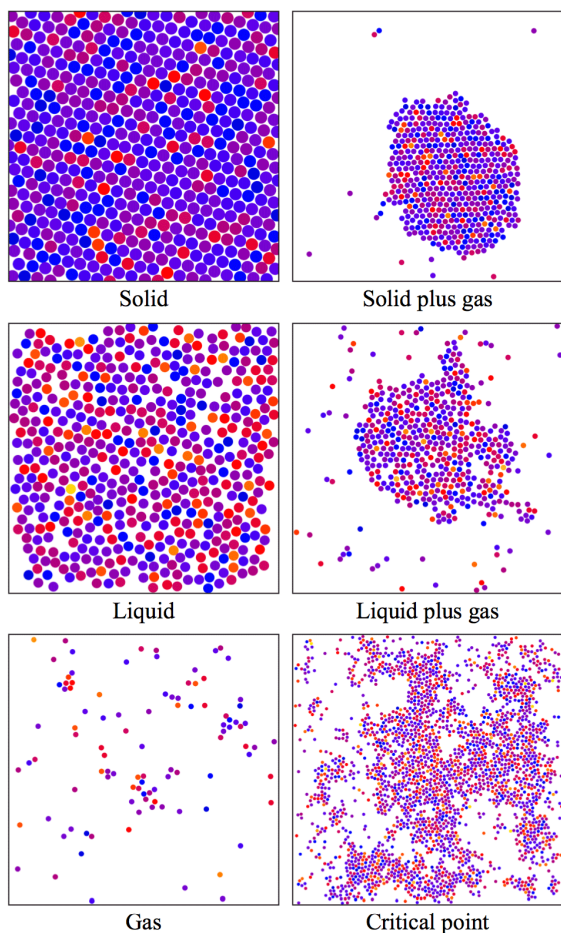 Solid
Solid plus gas
Liquid
Liquid plus gas
Gas
Critical point